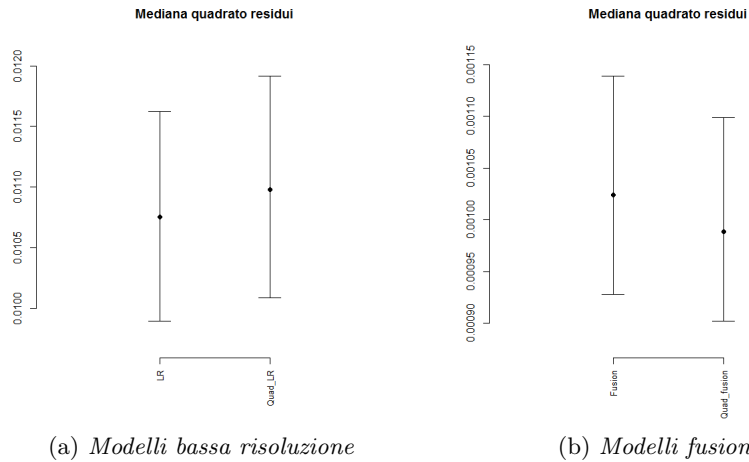 Mediana quadrato residui
0.0120
0.0115
0.0110
0.0105
0.0100
LR
Quad_LR
(a) Modelli bassa risoluzione
Mediana quadrato residui
0.00115
0.00110
0.00105
0.00100
0.00095
0.00090
Fusion
Quad_fusion
(b) Modelli fusion